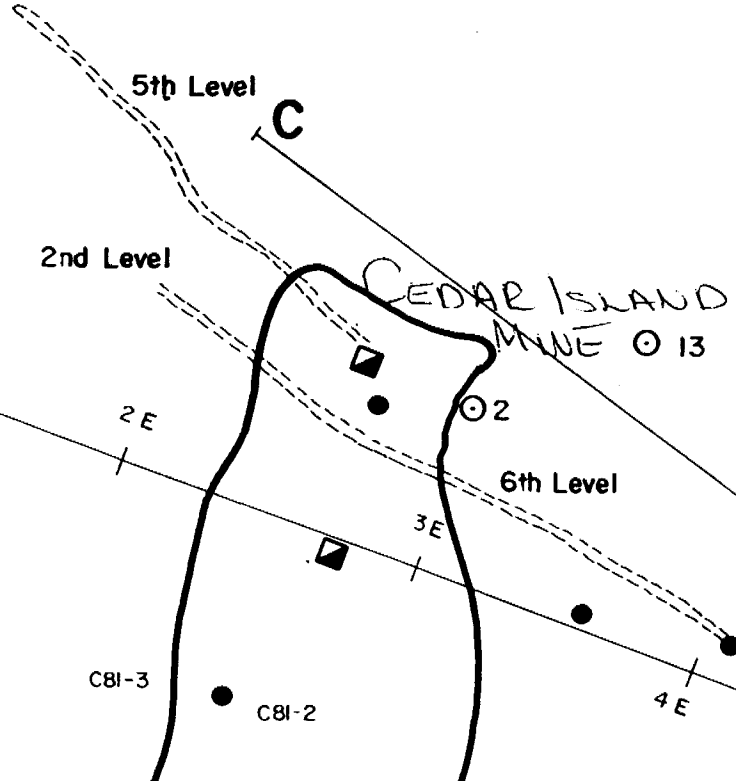 5th Level
C
2nd Level
CEDAR ISLAND
MINE
13
2
2 E
6th Level
3 E
C81-3
C81-2
4 E